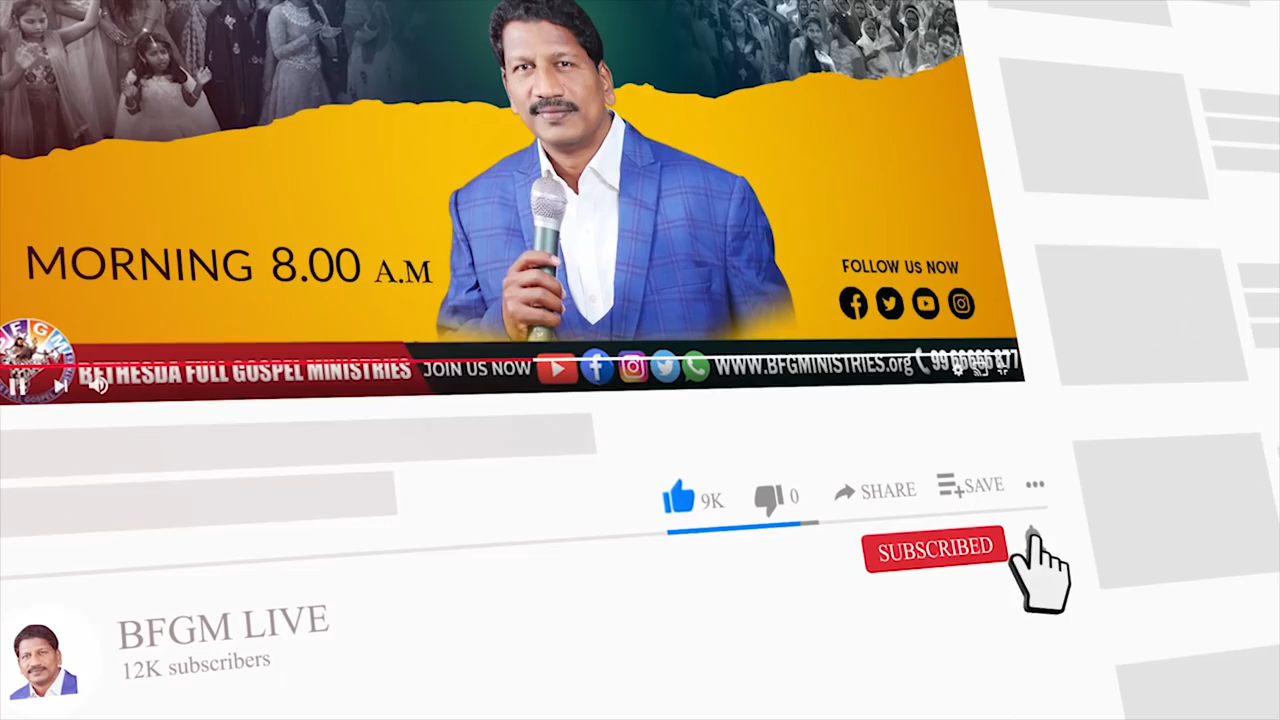 MORNING 8.00 A.M
FOLLOW US NOW
BETHESDA FULL GOSPEL MINISTRIES JOIN US NOW WWW.BFGMINISTRIES.org
9K 0 SHARE SAVE
SUBSCRIBED
BFGM LIVE
12K subscribers